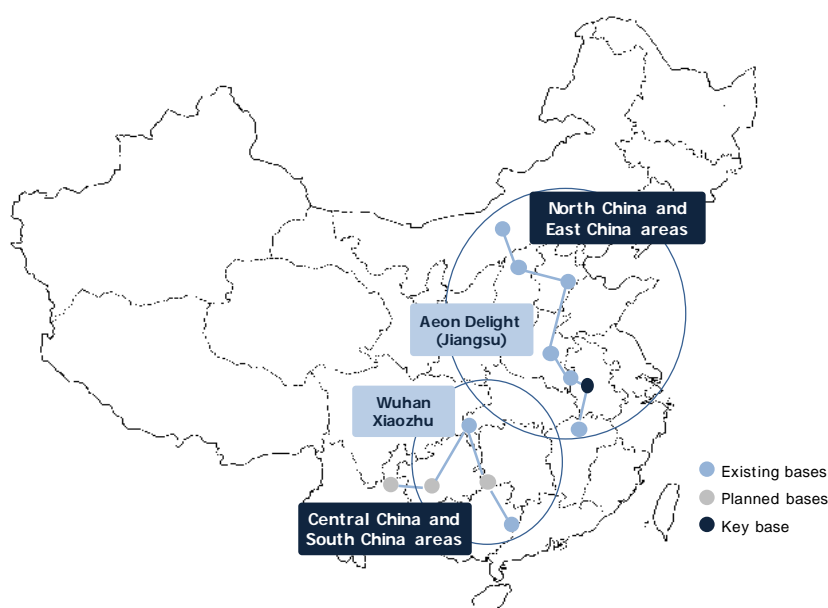 North China and
East China areas
Aeon Delight
(Jiangsu)
Wuhan
Xiaozhu
Central China and
South China areas
Existing bases
Planned bases
Key base